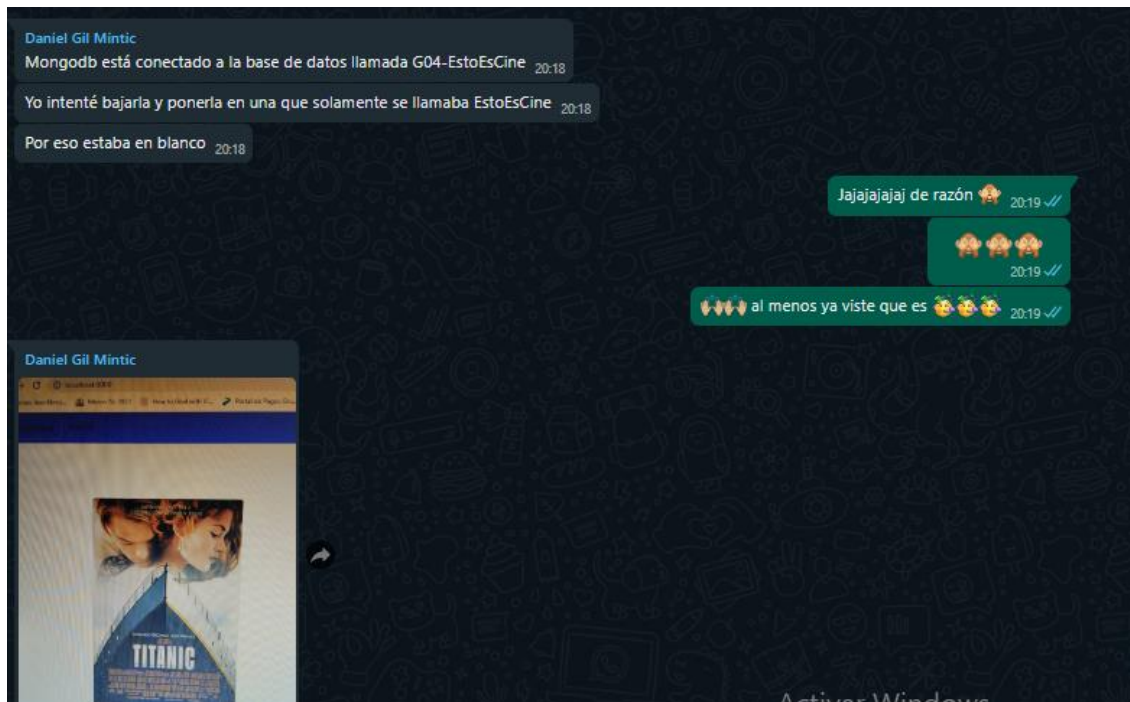 Daniel Gil Mintic
Mongodb está conectado a la base de datos llamada G04-EstoEsCine 20:18
Yo intenté bajarla y ponerla en una que solamente se llamaba EstoEsCine 20:18
Por eso estaba en blanco 20:18
Jajajajajaj de razón 🙈 20:19
🙈🙈🙈
20:19
🙌🙌 al menos ya viste que es 🥳🥳🥳 20:19
Daniel Gil Mintic
TITANIC
Activar Windows